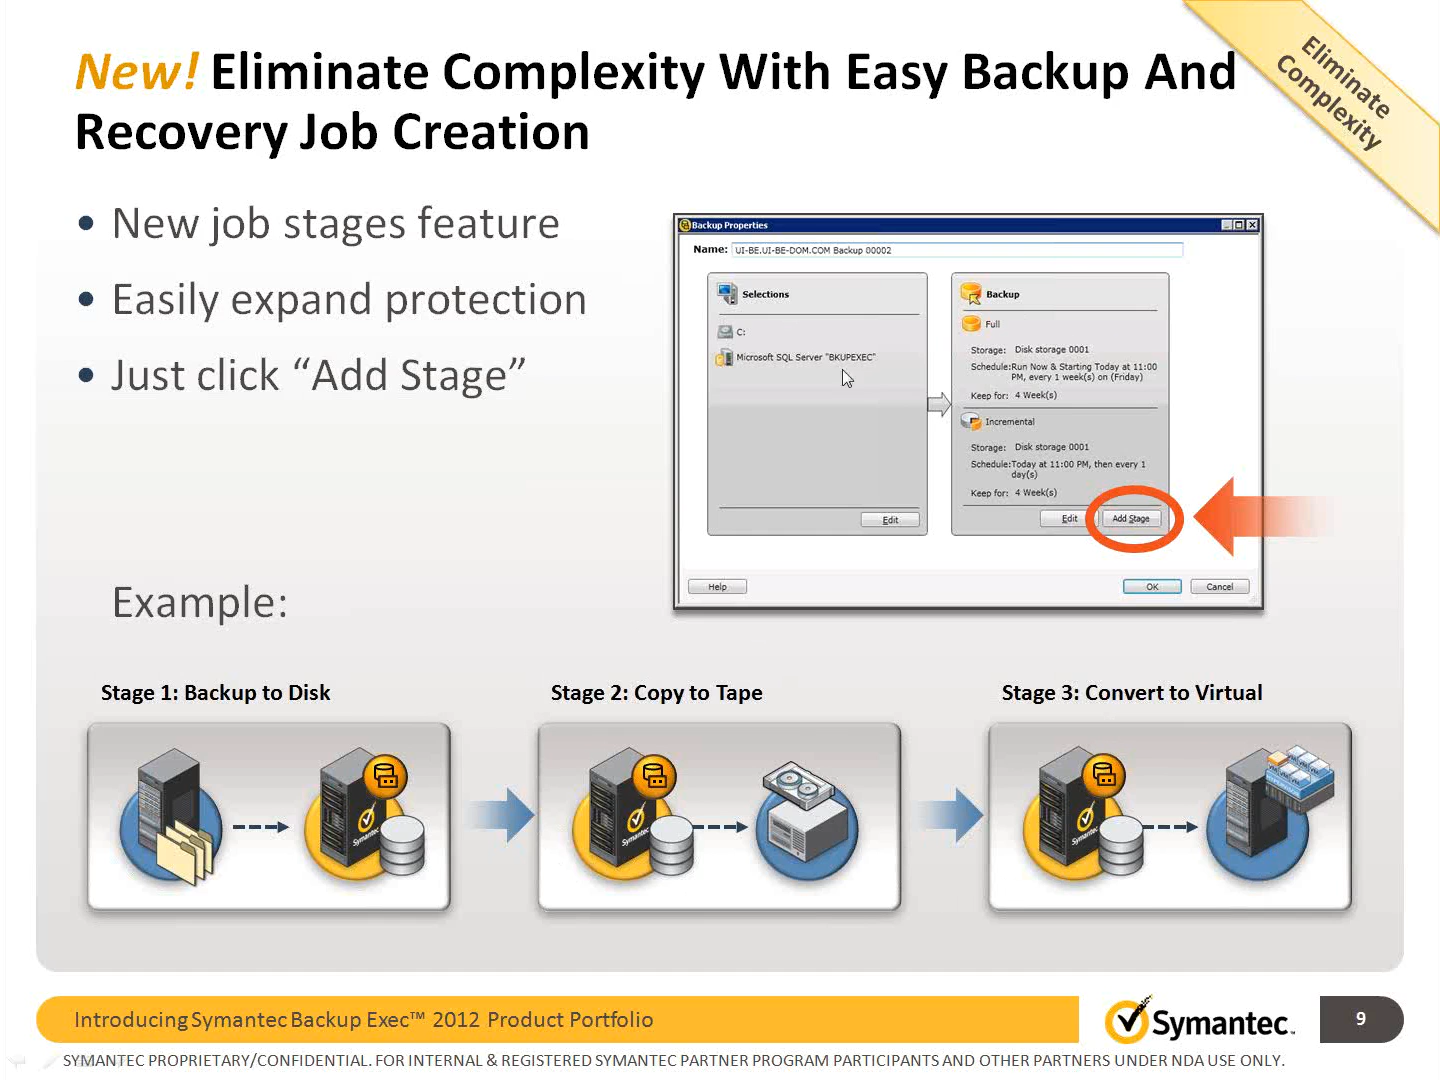 New! Eliminate Complexity With Easy Backup And
Recovery Job Creation
Eliminate
Complexity
• New job stages feature
• Easily expand protection
• Just click “Add Stage”
Backup Properties
Name: UI-BE.UI-BE-DOM.COM Backup 00002
Selections
C:
Microsoft SQL Server "BKUPEXEC"
Edit
Backup
Full
Storage: Disk storage 0001
Schedule:Run Now & Starting Today at 11:00
PM, every 1 week(s) on (Friday)
Keep for: 4 Week(s)
Incremental
Storage: Disk storage 0001
Schedule:Today at 11:00 PM, then every 1
day(s)
Keep for: 4 Week(s)
Edit Add Stage
Help OK Cancel
Example:
Stage 1: Backup to Disk
Stage 2: Copy to Tape
Stage 3: Convert to Virtual
Symantec
Symantec
Symantec
Introducing Symantec Backup Exec™ 2012 Product Portfolio
Symantec.
9
SYMANTEC PROPRIETARY/CONFIDENTIAL. FOR INTERNAL & REGISTERED SYMANTEC PARTNER PROGRAM PARTICIPANTS AND OTHER PARTNERS UNDER NDA USE ONLY.